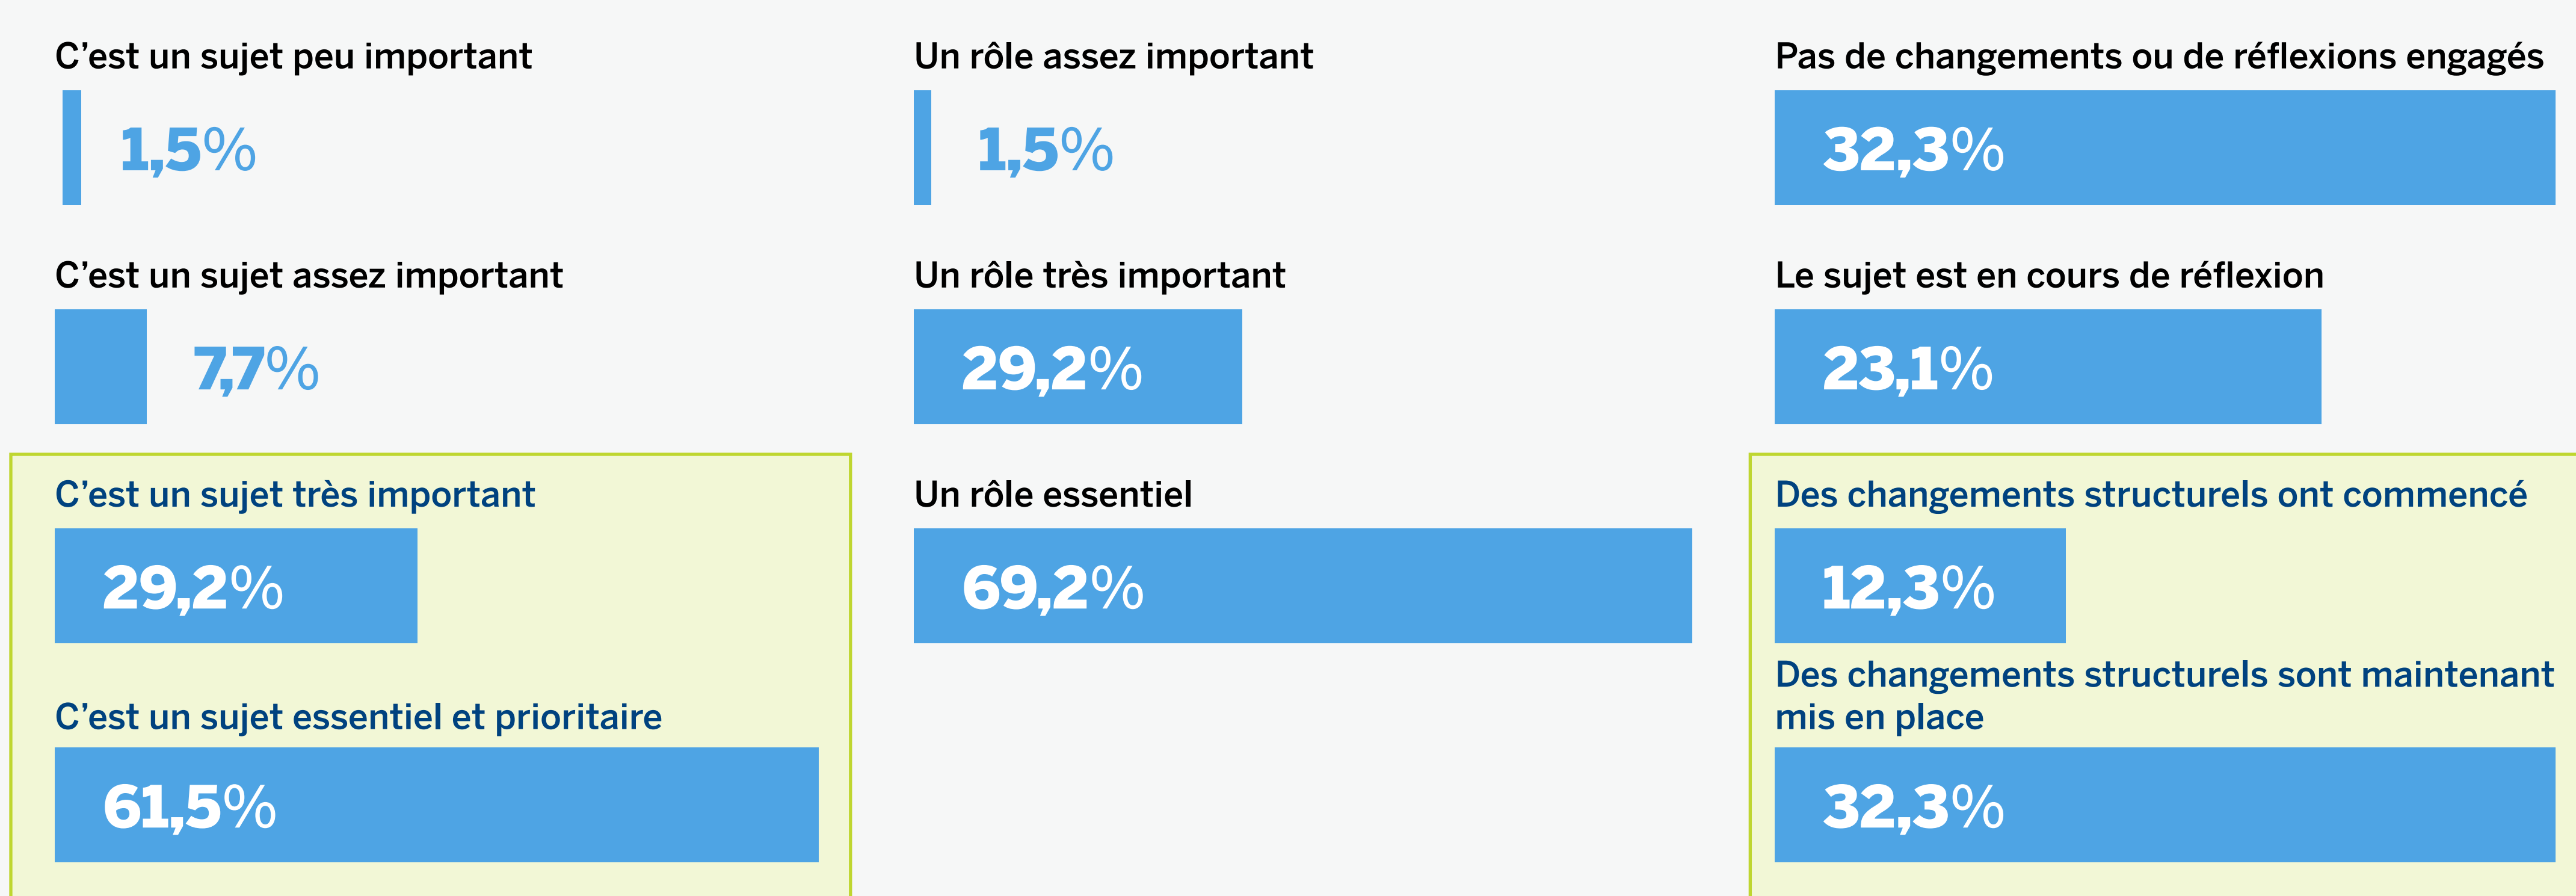 C’est un sujet peu important
1,5%
C’est un sujet assez important
7,7%
C’est un sujet très important
29,2%
C’est un sujet essentiel et prioritaire
61,5%
Un rôle assez important
1,5%
Un rôle très important
29,2%
Un rôle essentiel
69,2%
Pas de changements ou de réflexions engagés
32,3%
Le sujet est en cours de réflexion
23,1%
Des changements structurels ont commencé
12,3%
Des changements structurels sont maintenant
mis en place
32,3%